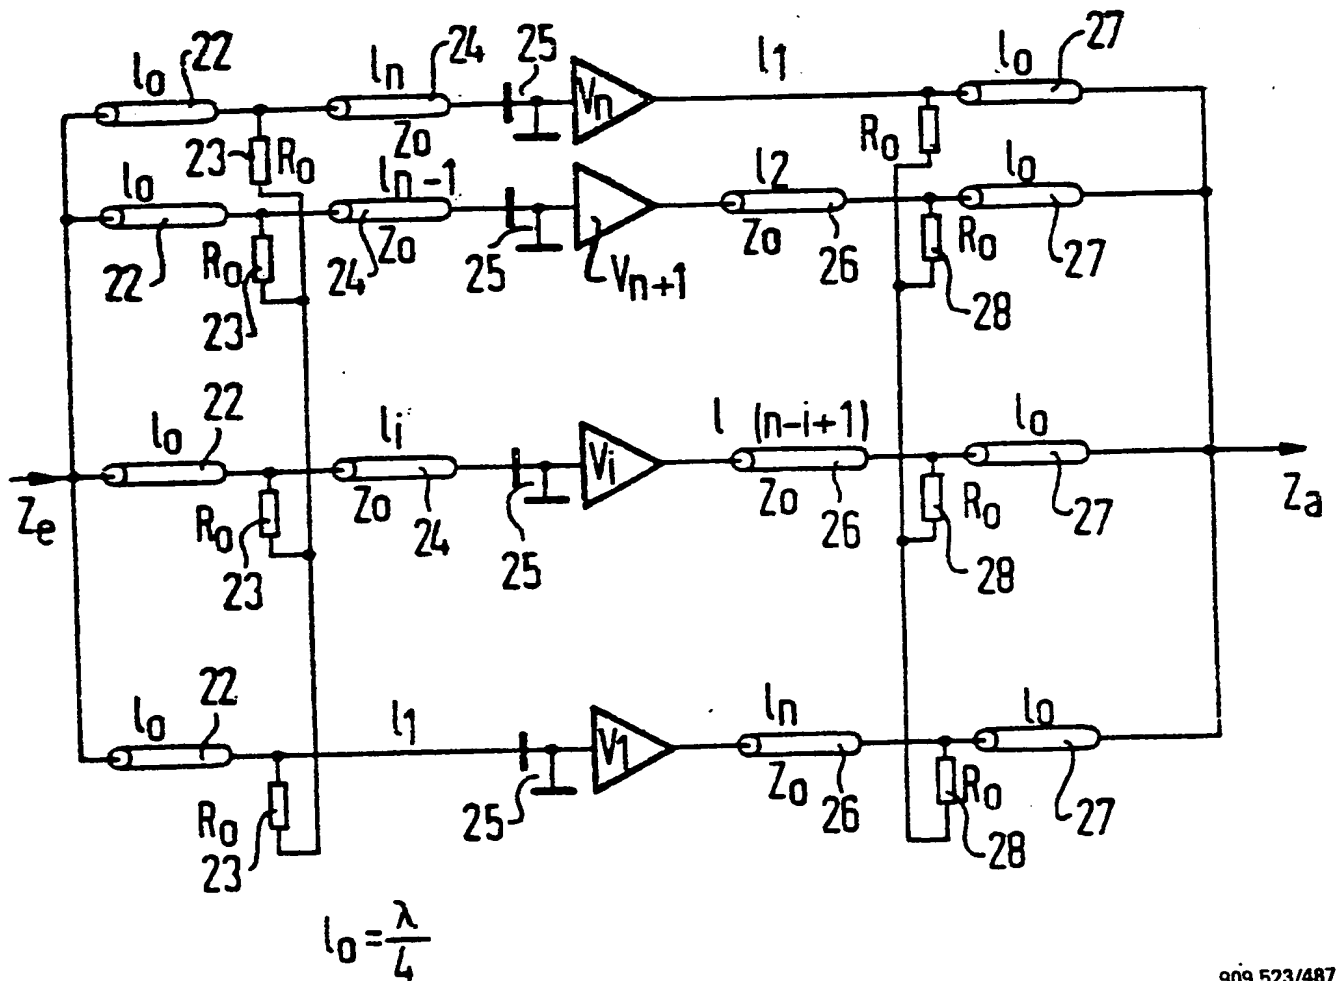 l₀ 22 lₙ 24 25 l₁ l₀ 27
Vₙ
23 R₀ Z₀ R₀
l₀ lₙ₋₁ l₂ l₀
22 R₀ 24 Z₀ 25 Vₙ₊₁ Z₀ 26 R₀ 27
23 28
22
l₀ lᵢ l (n-i+1) l₀
Vᵢ
Zₑ R₀ Z₀ 24 Z₀ 26 R₀ 27 Zₐ
23 25 28
22
l₀ l₁ lₙ l₀
V1
R₀ 25 Z₀ 26 R₀ 27
23 28
l₀ = λ/4
909 523/487